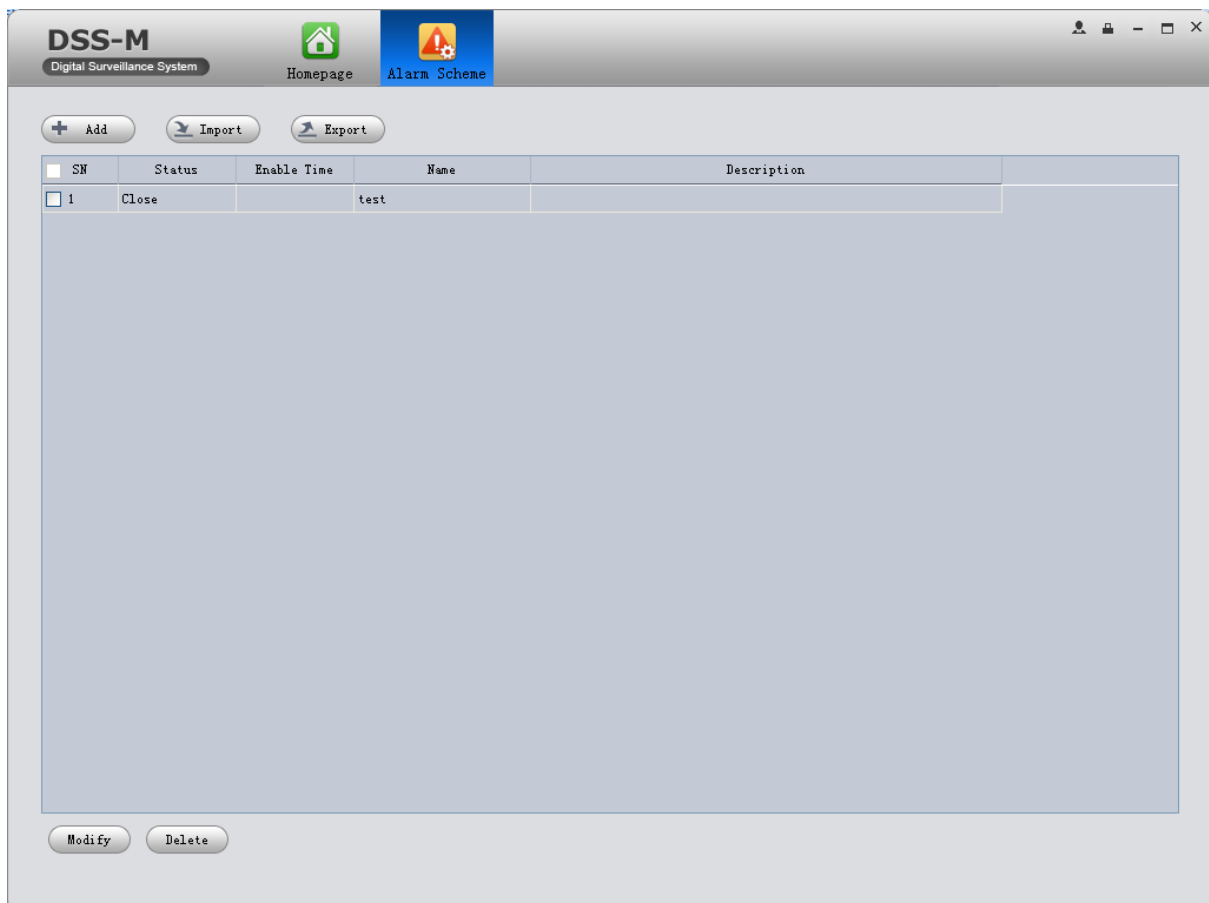 DSS-M
Digital Surveillance System
Homepage
Alarm Scheme
Add Import Export
SN Status Enable Time Name Description
1 Close test
Modify Delete